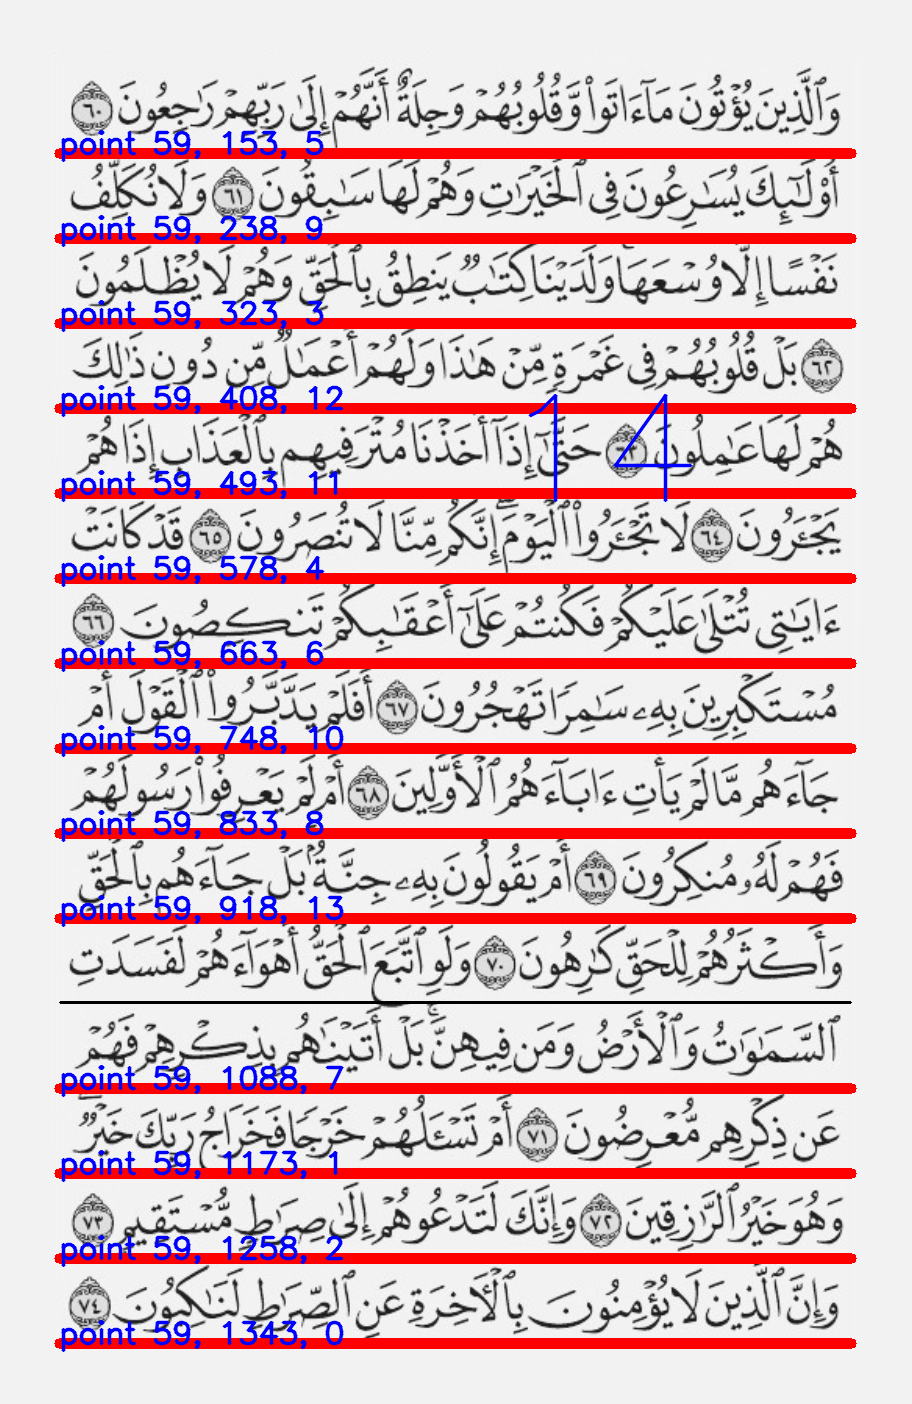 وَٱلَّذِينَ يُؤْتُونَ مَآ ءَاتَوا۟ وَّقُلُوبُهُمْ وَجِلَةٌ أَنَّهُمْ إِلَىٰ رَبِّهِمْ رَٰجِعُونَ ٦٠
point 59, 153, 5
أُو۟لَٰٓئِكَ يُسَٰرِعُونَ فِى ٱلْخَيْرَٰتِ وَهُمْ لَهَا سَٰبِقُونَ ٦١ وَلَا نُكَلِّفُ
point 59, 238, 9
نَفْسًا إِلَّا وُسْعَهَا وَلَدَيْنَا كِتَٰبٌ يَنطِقُ بِٱلْحَقِّ وَهُمْ لَا يُظْلَمُونَ
point 59, 323, 3
٦٢ بَلْ قُلُوبُهُمْ فِى غَمْرَةٍ مِّنْ هَٰذَا وَلَهُمْ أَعْمَٰلٌ مِّن دُونِ ذَٰلِكَ
point 59, 408, 12
14
هُمْ لَهَا عَٰمِلُونَ ٦٣ حَتَّىٰٓ إِذَآ أَخَذْنَا مُتْرَفِيهِم بِٱلْعَذَابِ إِذَا هُمْ
point 59, 493, 11
يَجْـَٔرُونَ ٦٤ لَا تَجْـَٔرُوا۟ ٱلْيَوْمَ ۖ إِنَّكُم مِّنَّا لَا تُنصَرُونَ ٦٥ قَدْ كَانَتْ
point 59, 578, 4
ءَايَٰتِى تُتْلَىٰ عَلَيْكُمْ فَكُنتُمْ عَلَىٰٓ أَعْقَٰبِكُمْ تَنكِصُونَ ٦٦
point 59, 663, 6
مُسْتَكْبِرِينَ بِهِۦ سَٰمِرًا تَهْجُرُونَ ٦٧ أَفَلَمْ يَدَّبَّرُوا۟ ٱلْقَوْلَ أَمْ
point 59, 748, 10
جَآءَهُم مَّا لَمْ يَأْتِ ءَابَآءَهُمُ ٱلْأَوَّلِينَ ٦٨ أَمْ لَمْ يَعْرِفُوا۟ رَسُولَهُمْ
point 59, 833, 8
فَهُمْ لَهُۥ مُنكِرُونَ ٦٩ أَمْ يَقُولُونَ بِهِۦ جِنَّةٌۢ ۚ بَلْ جَآءَهُم بِٱلْحَقِّ
point 59, 918, 13
وَأَكْثَرُهُمْ لِلْحَقِّ كَٰرِهُونَ ٧٠ وَلَوِ ٱتَّبَعَ ٱلْحَقُّ أَهْوَآءَهُمْ لَفَسَدَتِ
ٱلسَّمَٰوَٰتُ وَٱلْأَرْضُ وَمَن فِيهِنَّ ۚ بَلْ أَتَيْنَٰهُم بِذِكْرِهِمْ فَهُمْ
point 59, 1088, 7
عَن ذِكْرِهِم مُّعْرِضُونَ ٧١ أَمْ تَسْـَٔلُهُمْ خَرْجًا فَخَرَاجُ رَبِّكَ خَيْرٌ ۖ
point 59, 1173, 1
وَهُوَ خَيْرُ ٱلرَّٰزِقِينَ ٧٢ وَإِنَّكَ لَتَدْعُوهُمْ إِلَىٰ صِرَٰطٍ مُّسْتَقِيمٍ ٧٣
point 59, 1258, 2
وَإِنَّ ٱلَّذِينَ لَا يُؤْمِنُونَ بِٱلْـَٔاخِرَةِ عَنِ ٱلصِّرَٰطِ لَنَٰكِبُونَ ٧٤
point 59, 1343, 0